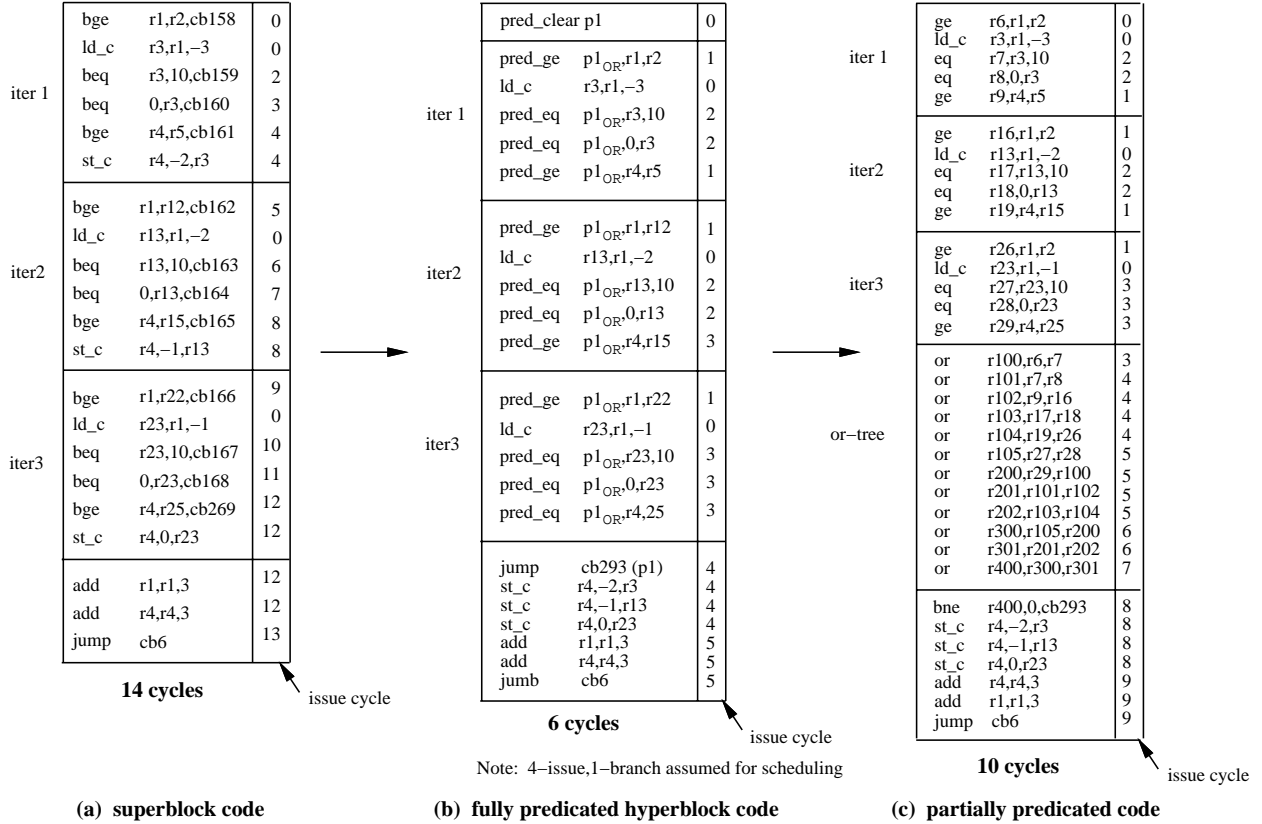 bge r1,r2,cb158 0
ld_c r3,r1,−3 0
iter 1
beq r3,10,cb159 2
beq 0,r3,cb160 3
bge r4,r5,cb161 4
st_c r4,−2,r3 4
bge r1,r12,cb162 5
ld_c r13,r1,−2 0
iter2
beq r13,10,cb163 6
beq 0,r13,cb164 7
bge r4,r15,cb165 8
st_c r4,−1,r13 8
bge r1,r22,cb166 9
ld_c r23,r1,−1 0
iter3
beq r23,10,cb167 10
beq 0,r23,cb168 11
bge r4,r25,cb269 12
st_c r4,0,r23 12
add r1,r1,3 12
add r4,r4,3 12
jump cb6 13
14 cycles
issue cycle
(a) superblock code
pred_clear p1 0
pred_ge p1OR,r1,r2 1
ld_c r3,r1,−3 0
iter 1
pred_eq p1OR,r3,10 2
pred_eq p1OR,0,r3 2
pred_ge p1OR,r4,r5 1
pred_ge p1OR,r1,r12 1
ld_c r13,r1,−2 0
iter2
pred_eq p1OR,r13,10 2
pred_eq p1OR,0,r13 2
pred_ge p1OR,r4,r15 3
pred_ge p1OR,r1,r22 1
ld_c r23,r1,−1 0
iter3
pred_eq p1OR,r23,10 3
pred_eq p1OR,0,r23 3
pred_eq p1OR,r4,25 3
jump cb293 (p1) 4
st_c r4,−2,r3 4
st_c r4,−1,r13 4
st_c r4,0,r23 4
add r1,r1,3 5
add r4,r4,3 5
jumb cb6 5
6 cycles
issue cycle
Note: 4−issue,1−branch assumed for scheduling
(b) fully predicated hyperblock code
ge r6,r1,r2 0
ld_c r3,r1,−3 0
iter 1
eq r7,r3,10 2
eq r8,0,r3 2
ge r9,r4,r5 1
ge r16,r1,r2 1
ld_c r13,r1,−2 0
iter2
eq r17,r13,10 2
eq r18,0,r13 2
ge r19,r4,r15 1
ge r26,r1,r2 1
ld_c r23,r1,−1 0
iter3
eq r27,r23,10 3
eq r28,0,r23 3
ge r29,r4,r25 3
or r100,r6,r7 3
or r101,r7,r8 4
or r102,r9,r16 4
or r103,r17,r18 4
or−tree
or r104,r19,r26 4
or r105,r27,r28 5
or r200,r29,r100 5
or r201,r101,r102 5
or r202,r103,r104 5
or r300,r105,r200 6
or r301,r201,r202 6
or r400,r300,r301 7
bne r400,0,cb293 8
st_c r4,−2,r3 8
st_c r4,−1,r13 8
st_c r4,0,r23 8
add r4,r4,3 9
add r1,r1,3 9
jump cb6 9
10 cycles
issue cycle
(c) partially predicated code